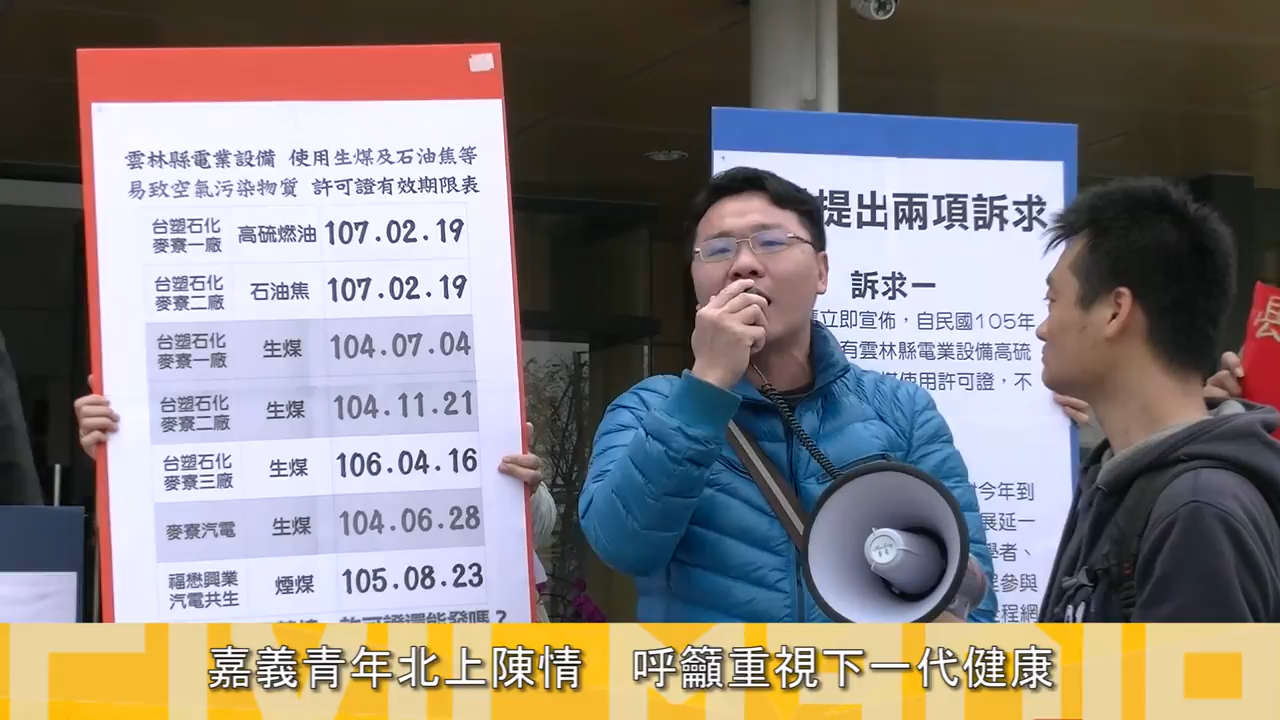 雲林縣電業設備 使用生煤及石油焦等
易致空氣污染物質 許可證有效期限表
台塑石化
麥寮一廠 高硫燃油 107.02.19
台塑石化
麥寮二廠 石油焦 107.02.19
台塑石化
麥寮一廠 生煤 104.07.04
台塑石化
麥寮二廠 生煤 104.11.21
台塑石化
麥寮三廠 生煤 106.04.16
麥寮汽電 生煤 104.06.28
福懋興業
汽電共生 煙煤 105.08.23
許可證還能發嗎？
提出兩項訴求
訴求一
立即宣佈，自民國105年
有雲林縣電業設備高硫
使用許可證，不
今年到
展延一
學者、
參與
程網
嘉義青年北上陳情 呼籲重視下一代健康